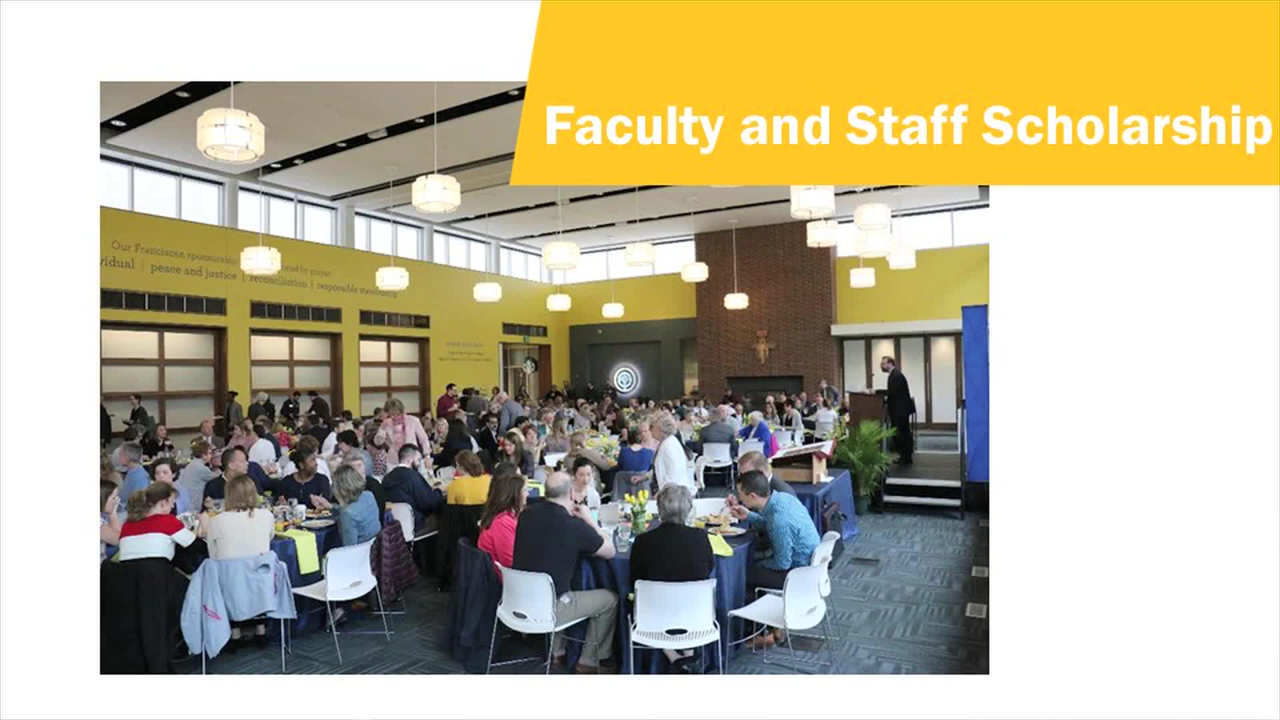 Faculty and Staff Scholarship
Our Franciscan sponsorship
vidual | peace and justice | reconciliation | responsible stewardship